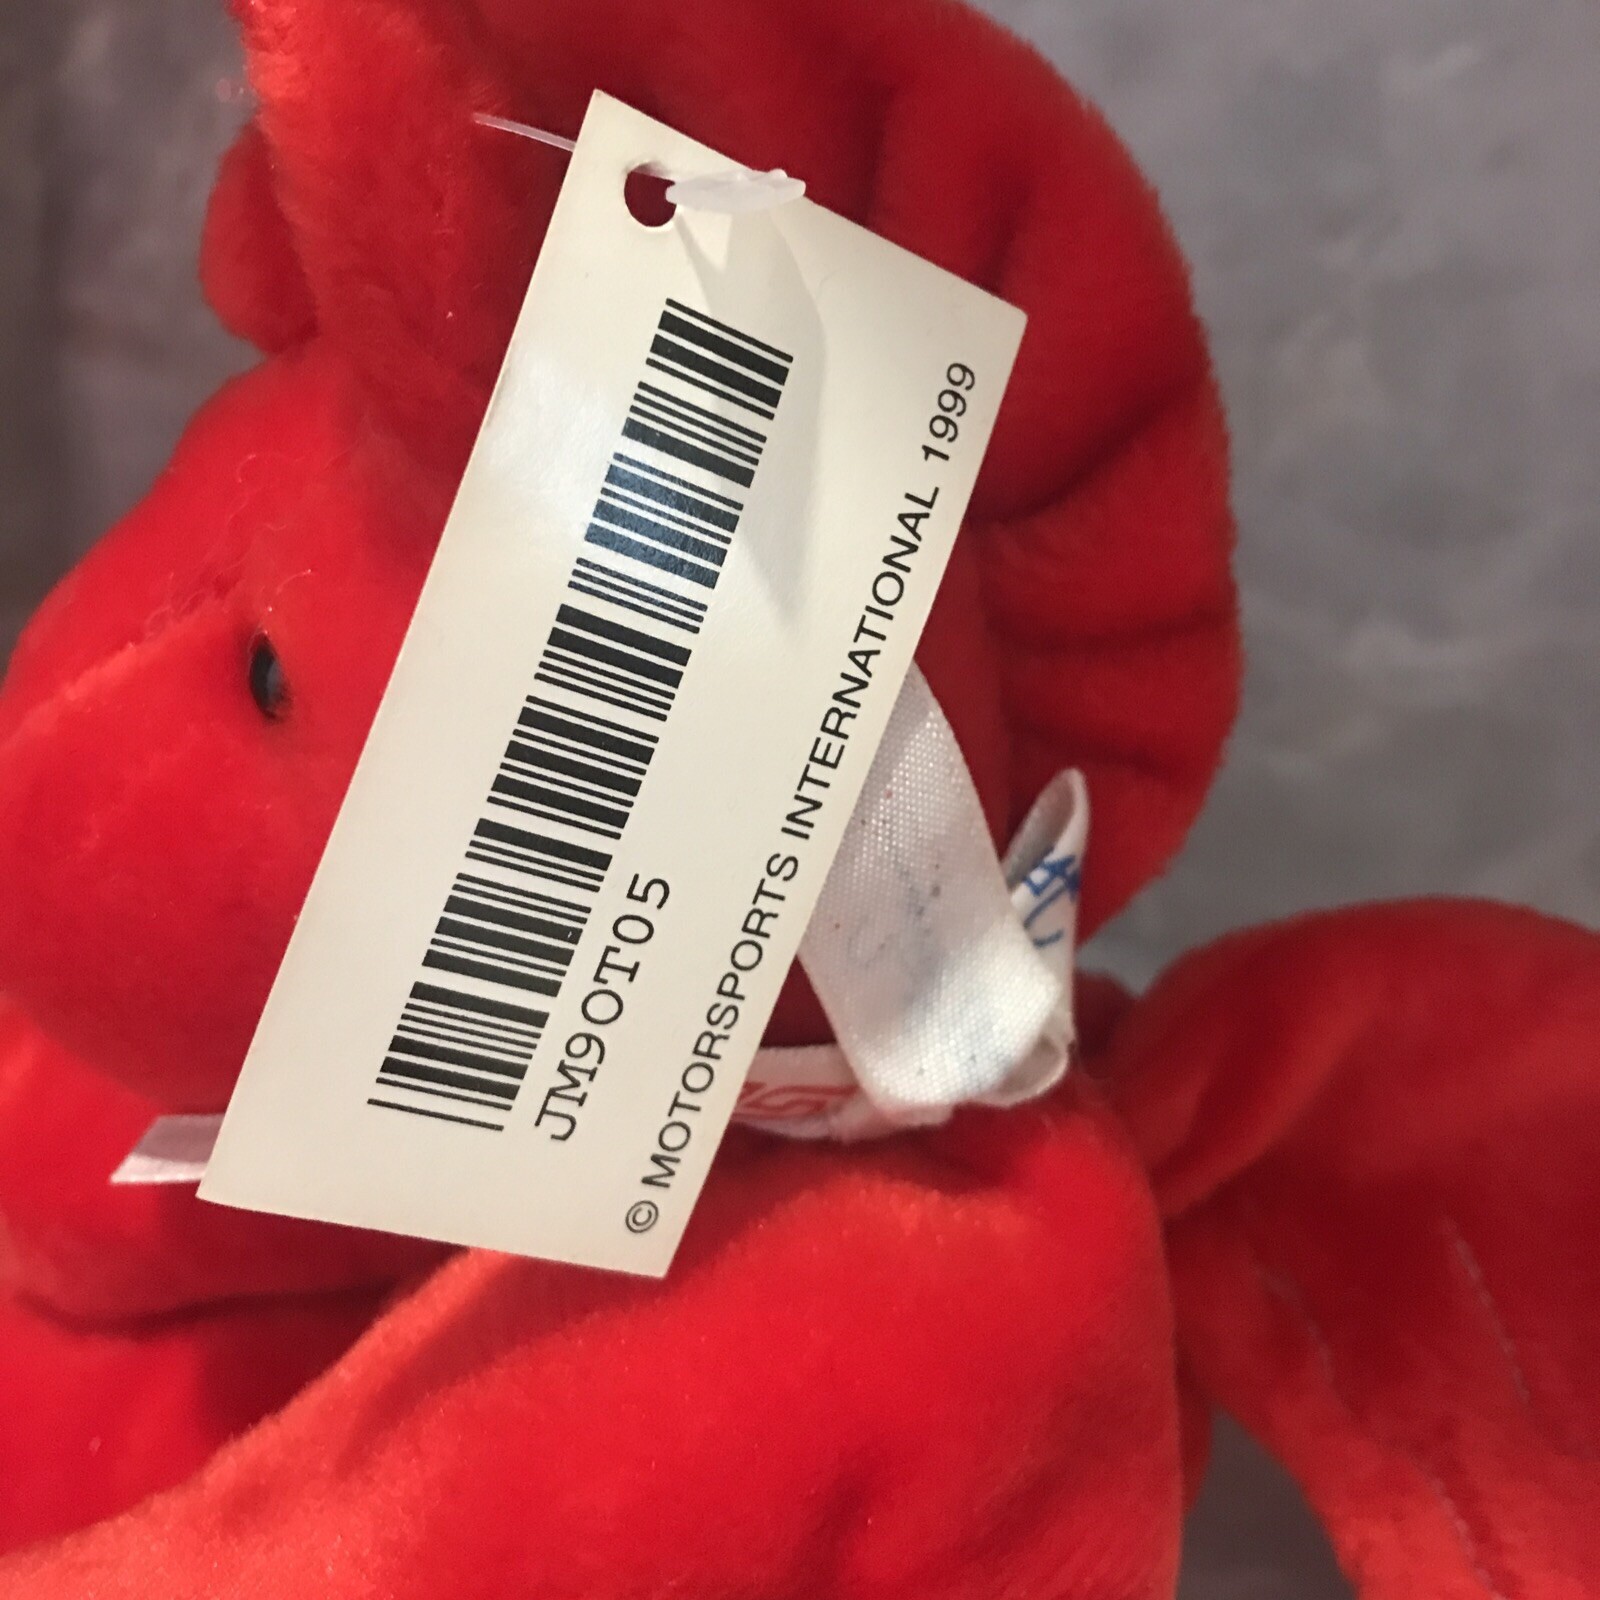 JM9OT05
© MOTORSPORTS INTERNATIONAL 1999